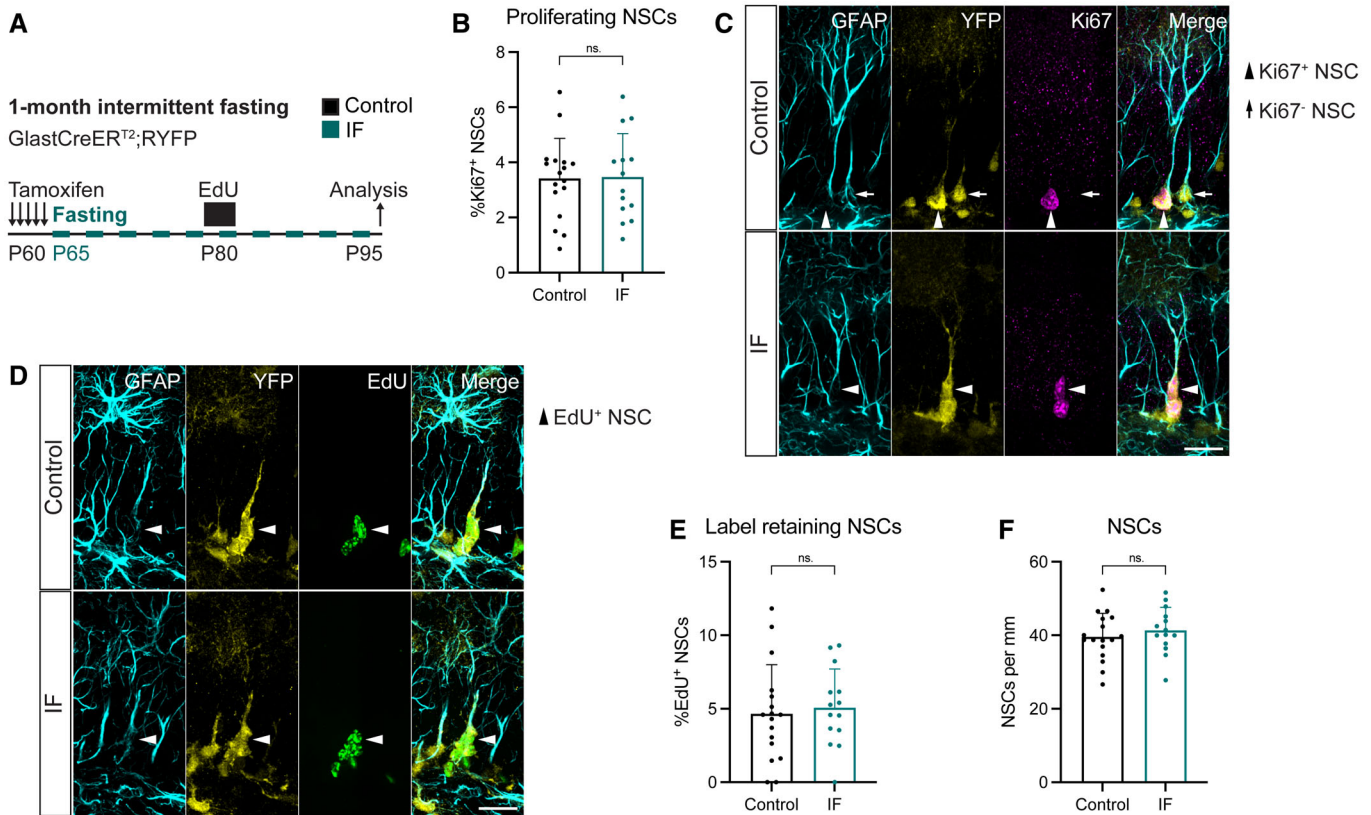 A
1-month intermittent fasting
GlastCreERT2;RYFP
Control
IF
Tamoxifen
Fasting
EdU
Analysis
P60
P65
P80
P95
B
Proliferating NSCs
%Ki67+ NSCs
8
6
4
2
0
ns.
Control
IF
C
GFAP
YFP
Ki67
Merge
Control
IF
Ki67+ NSC
Ki67- NSC
D
GFAP
YFP
EdU
Merge
Control
IF
EdU+ NSC
E
Label retaining NSCs
%EdU+ NSCs
15
10
5
0
ns.
Control
IF
F
NSCs
NSCs per mm
60
40
20
0
ns.
Control
IF